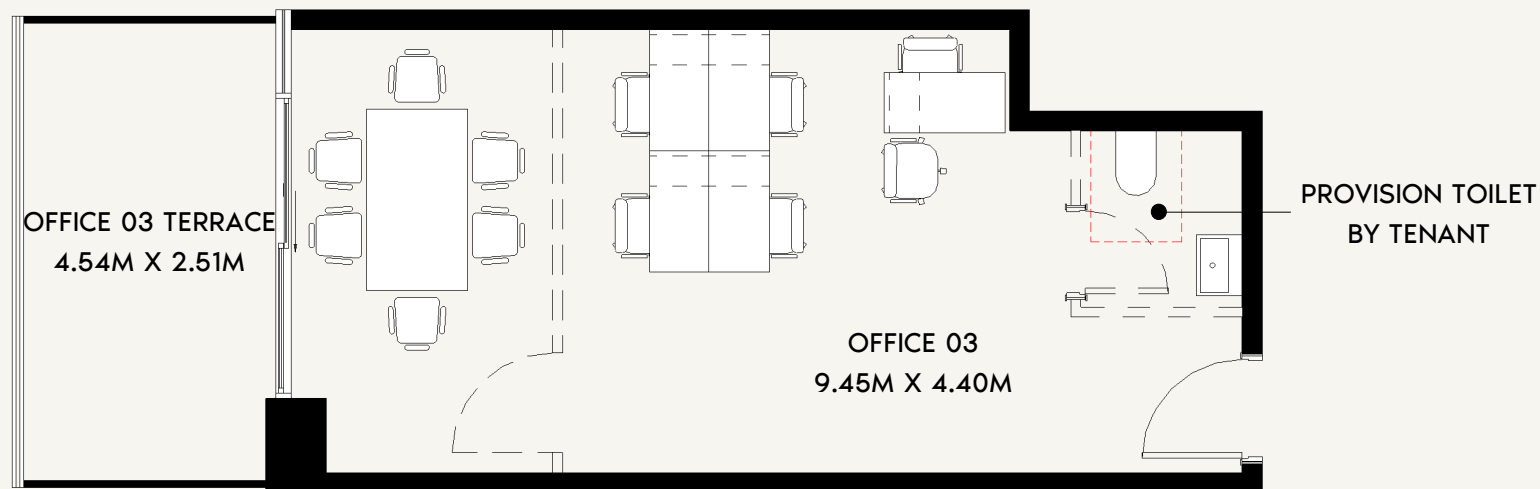 OFFICE 03 TERRACE
4.54M X 2.51M
OFFICE 03
9.45M X 4.40M
PROVISION TOILET
BY TENANT